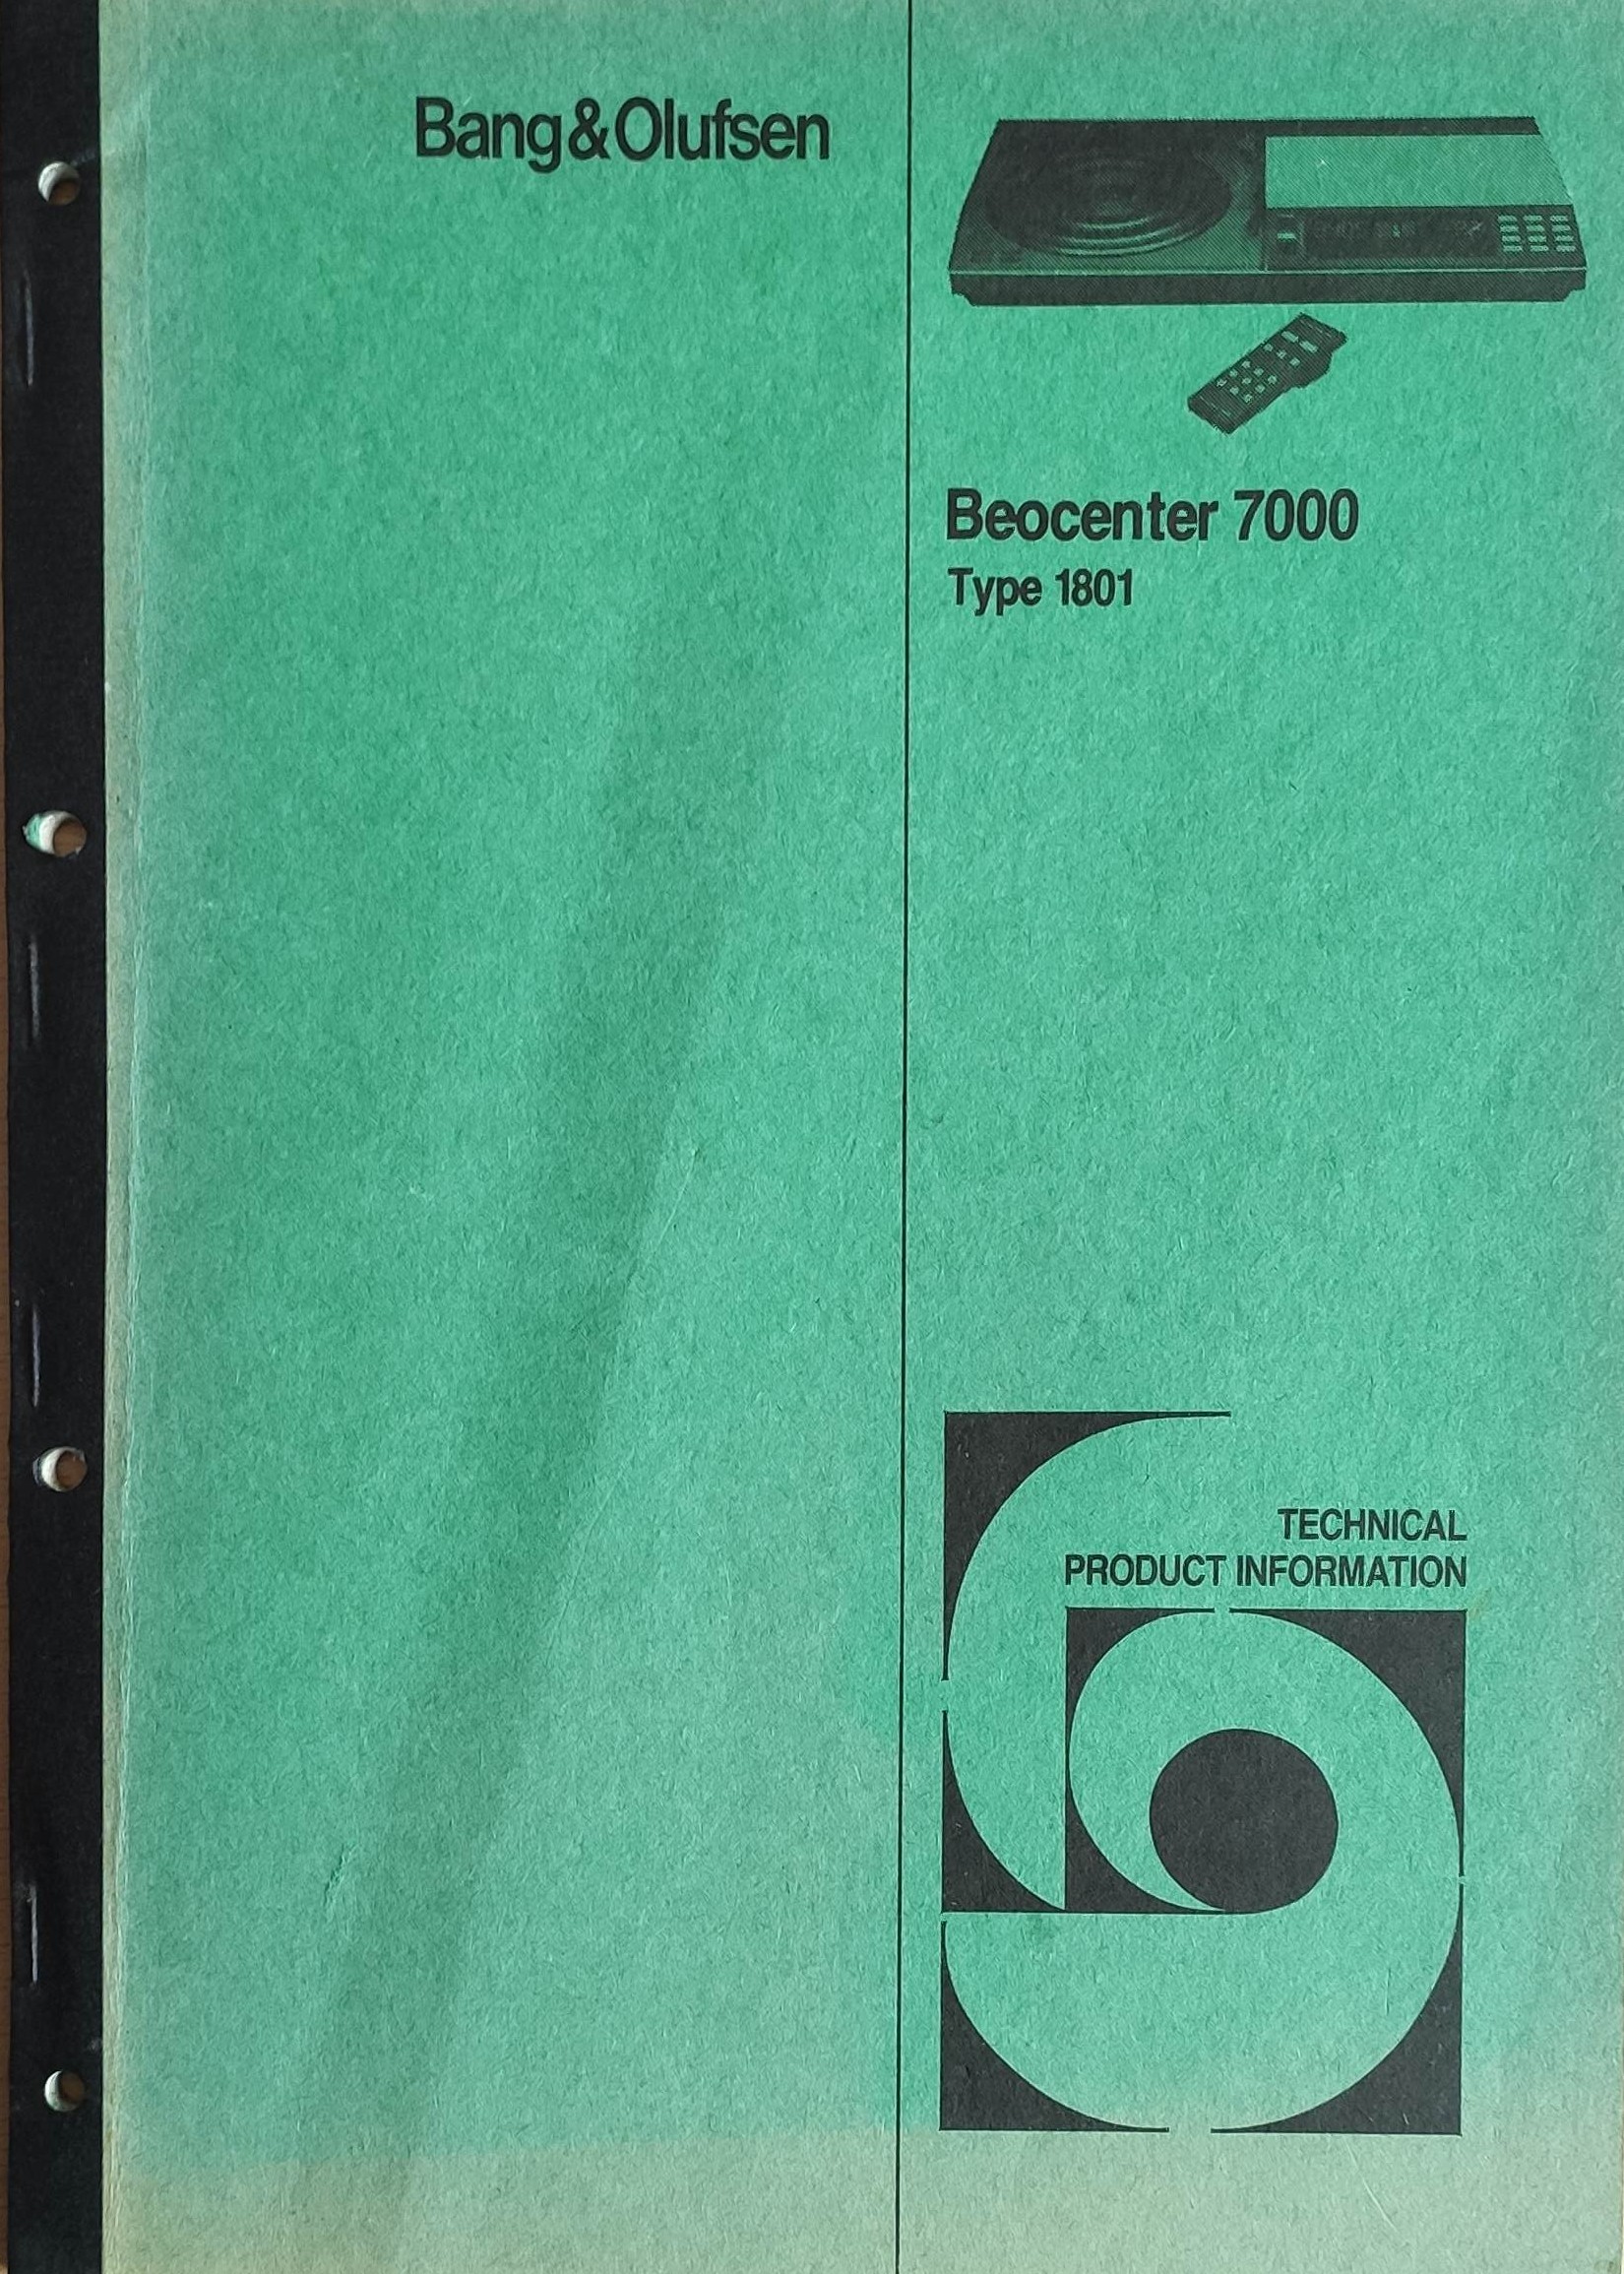 Bang&Olufsen
Beocenter 7000
Type 1801
TECHNICAL
PRODUCT INFORMATION